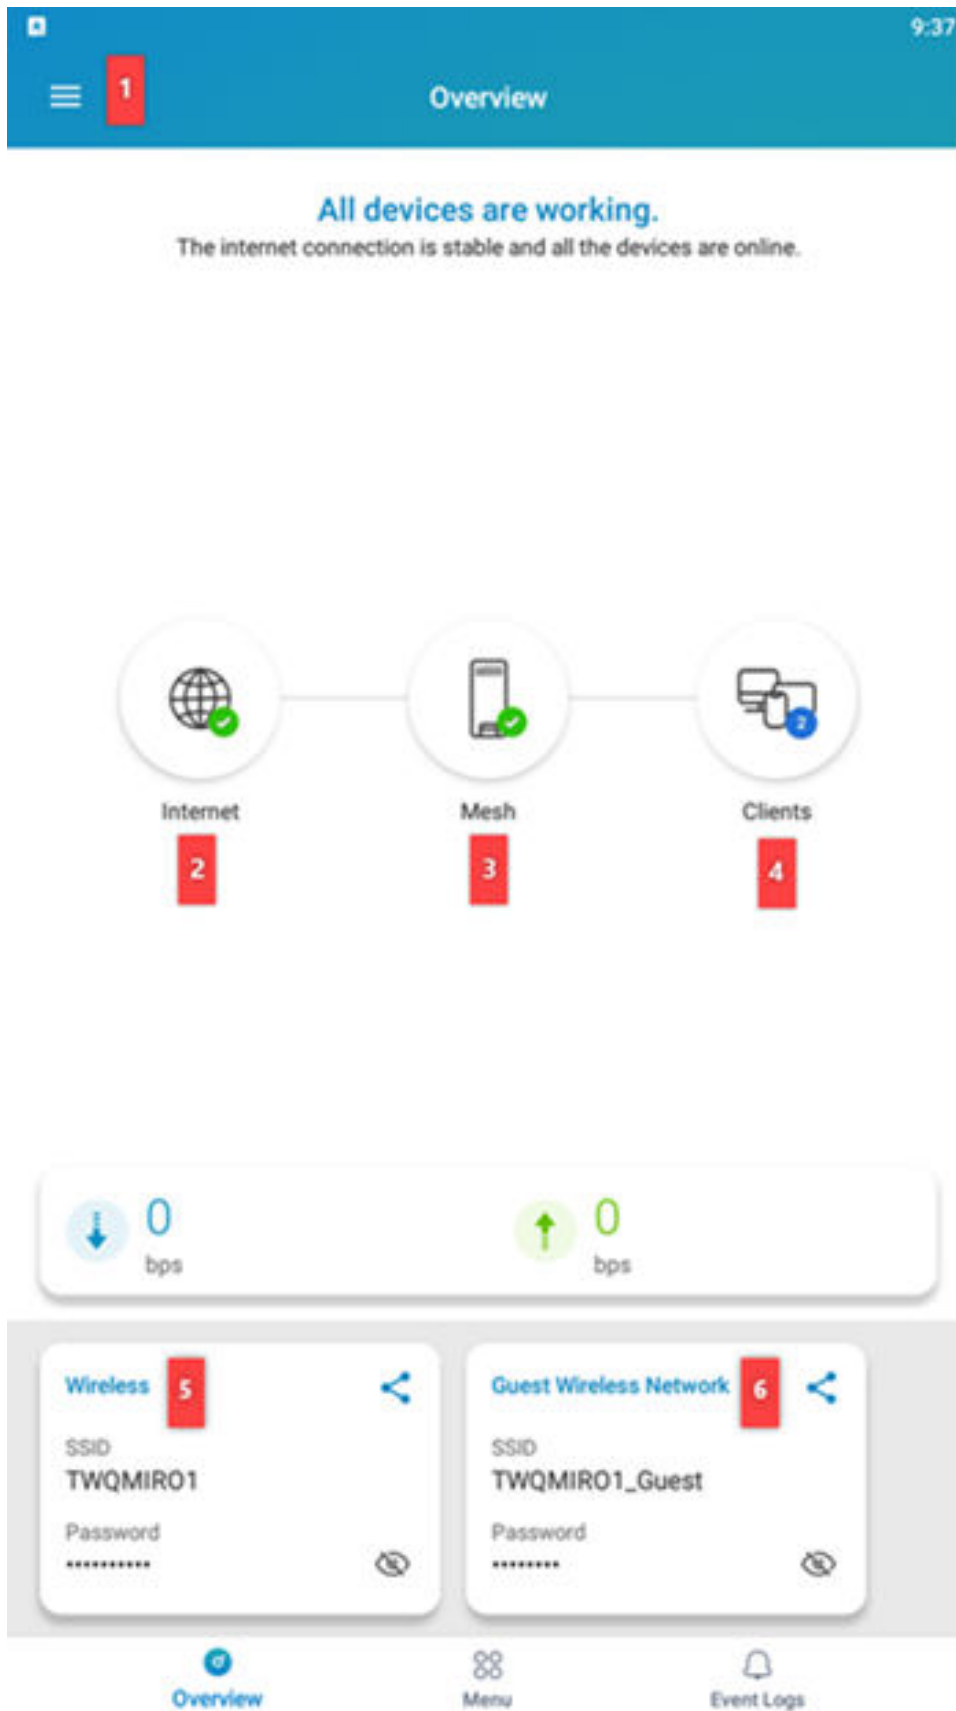 9:37
1
Overview
All devices are working.
The internet connection is stable and all the devices are online.
2
Internet Mesh Clients
2 3 4
0 0
bps bps
Wireless 5 Guest Wireless Network 6
SSID SSID
TWQMIRO1 TWQMIRO1_Guest
Password Password
•••••••••• ••••••••
Overview Menu Event Logs